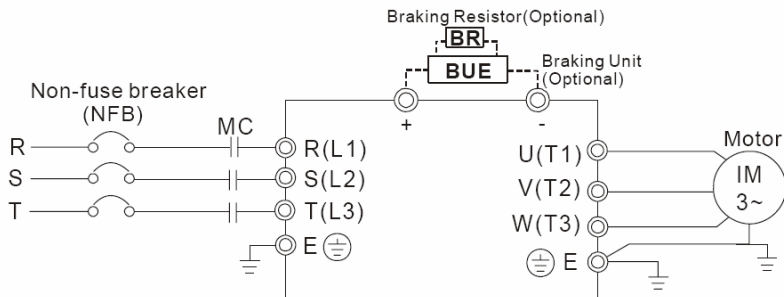 Braking Resistor(Optional)
BR
BUE
Braking Unit
(Optional)
Non-fuse breaker
(NFB)
MC
+
-
R
R(L1)
S
S(L2)
T
T(L3)
E
U(T1)
V(T2)
W(T3)
E
Motor
IM
3~